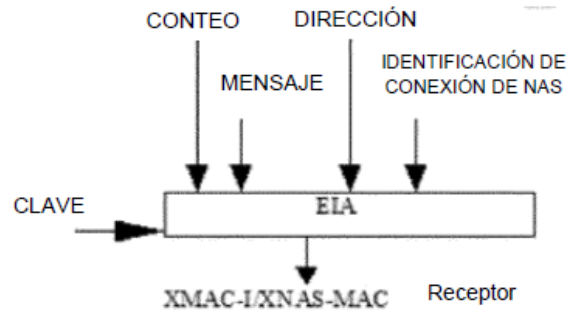 CONTEO
DIRECCIÓN
MENSAJE
IDENTIFICACIÓN DE
CONEXIÓN DE NAS
CLAVE
EIA
XMAC-I/XNAS-MAC
Receptor